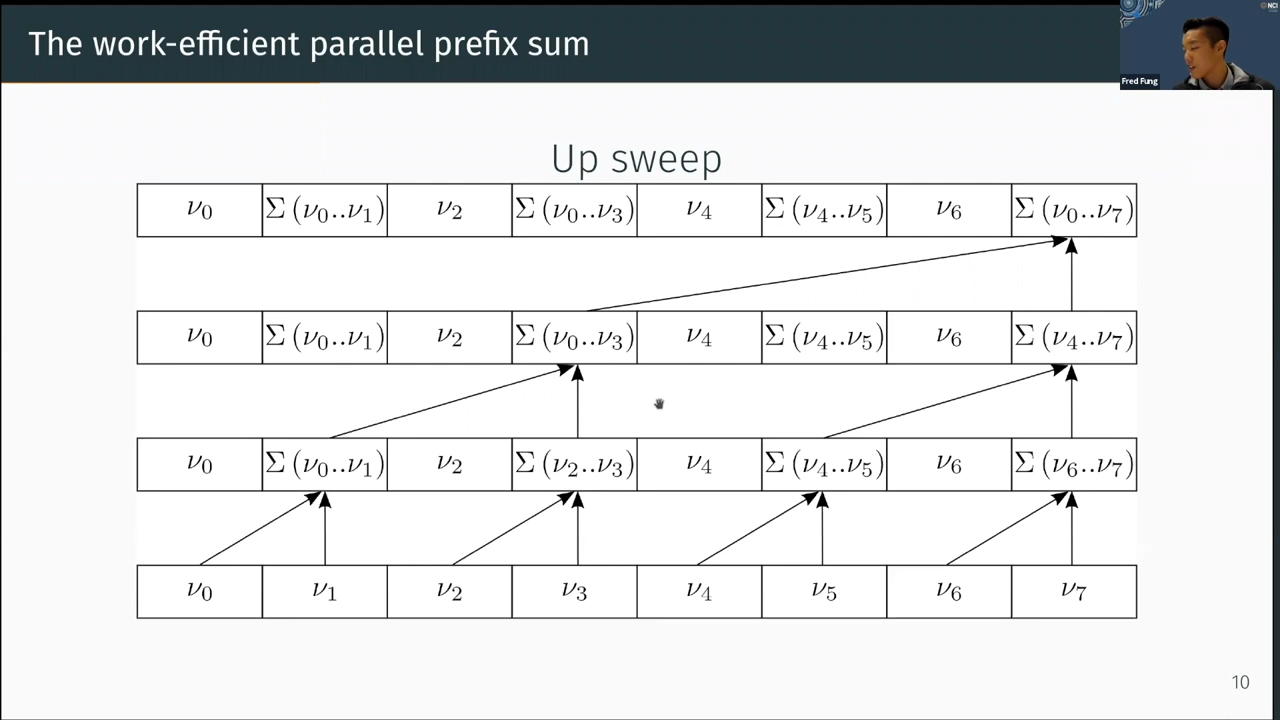 The work-efficient parallel prefix sum
NCI
Fred Fung
Up sweep
ν₀ Σ(ν₀..ν₁) ν₂ Σ(ν₀..ν₃) ν₄ Σ(ν₄..ν₅) ν₆ Σ(ν₀..ν₇)
ν₀ Σ(ν₀..ν₁) ν₂ Σ(ν₀..ν₃) ν₄ Σ(ν₄..ν₅) ν₆ Σ(ν₄..ν₇)
ν₀ Σ(ν₀..ν₁) ν₂ Σ(ν₂..ν₃) ν₄ Σ(ν₄..ν₅) ν₆ Σ(ν₆..ν₇)
ν₀ ν₁ ν₂ ν₃ ν₄ ν₅ ν₆ ν₇
10